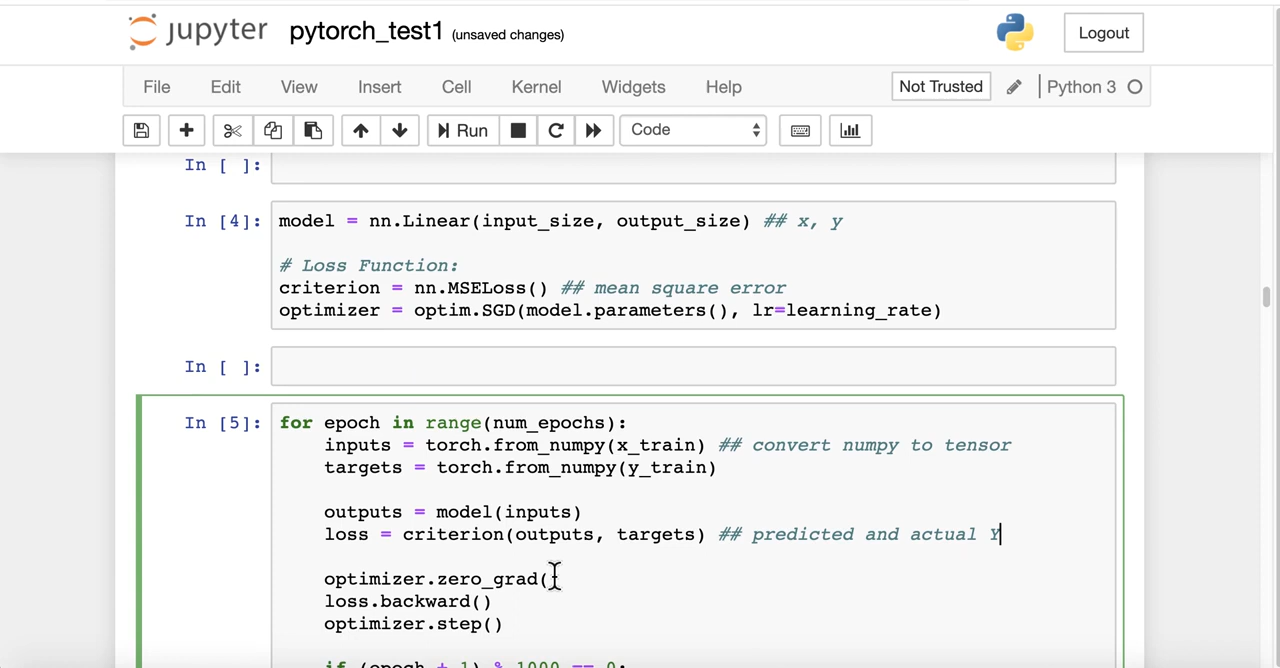 jupyter pytorch_test1 (unsaved changes) Logout
File Edit View Insert Cell Kernel Widgets Help Not Trusted Python 3
Run Code
In [ ]:
In [4]: model = nn.Linear(input_size, output_size) ## x, y
# Loss Function:
criterion = nn.MSELoss() ## mean square error
optimizer = optim.SGD(model.parameters(), lr=learning_rate)
In [ ]:
In [5]: for epoch in range(num_epochs):
inputs = torch.from_numpy(x_train) ## convert numpy to tensor
targets = torch.from_numpy(y_train)
outputs = model(inputs)
loss = criterion(outputs, targets) ## predicted and actual Y
optimizer.zero_grad()
loss.backward()
optimizer.step()
if (epoch + 1) % 1000 == 0: